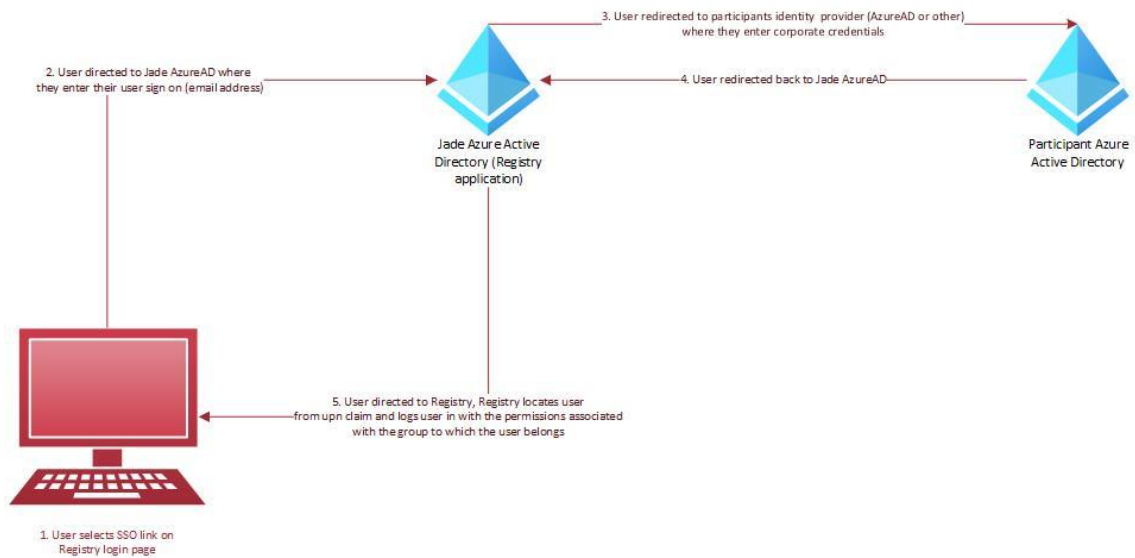 3. User redirected to participants identity provider (AzureAD or other)
where they enter corporate credentials
2. User directed to Jade AzureAD where
they enter their user sign on (email address)
4. User redirected back to Jade AzureAD
Jade Azure Active
Directory (Registry
application)
Participant Azure
Active Directory
5. User directed to Registry, Registry locates user
from upn claim and logs user in with the permissions associated
with the group to which the user belongs
1. User selects SSO link on
Registry login page